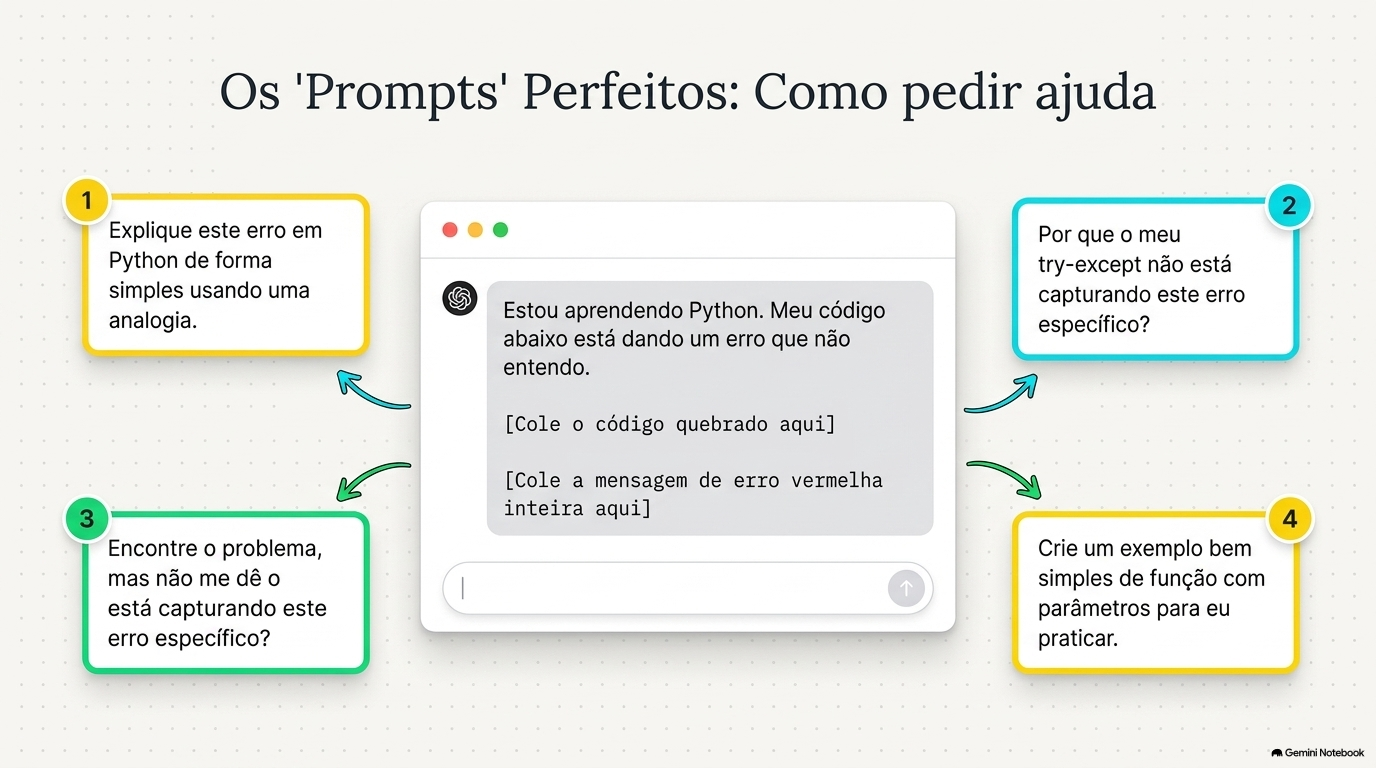 Os 'Prompts' Perfeitos: Como pedir ajuda
1
Explique este erro em
Python de forma
simples usando uma
analogia.
Estou aprendendo Python. Meu código
abaixo está dando um erro que não
entendo.
[Cole o código quebrado aqui]
[Cole a mensagem de erro vermelha
inteira aqui]
2
Por que o meu
try-except não está
capturando este erro
específico?
3
Encontre o problema,
mas não me dê o
está capturando este
erro específico?
4
Crie um exemplo bem
simples de função com
parâmetros para eu
praticar.
Gemini Notebook